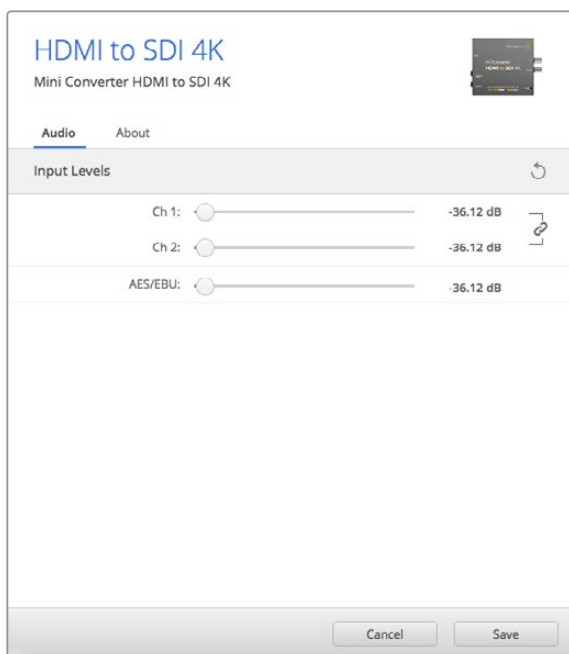 HDMI to SDI 4K
Mini Converter HDMI to SDI 4K
Audio About
Input Levels
Ch 1: -36.12 dB
Ch 2: -36.12 dB
AES/EBU: -36.12 dB
Cancel Save